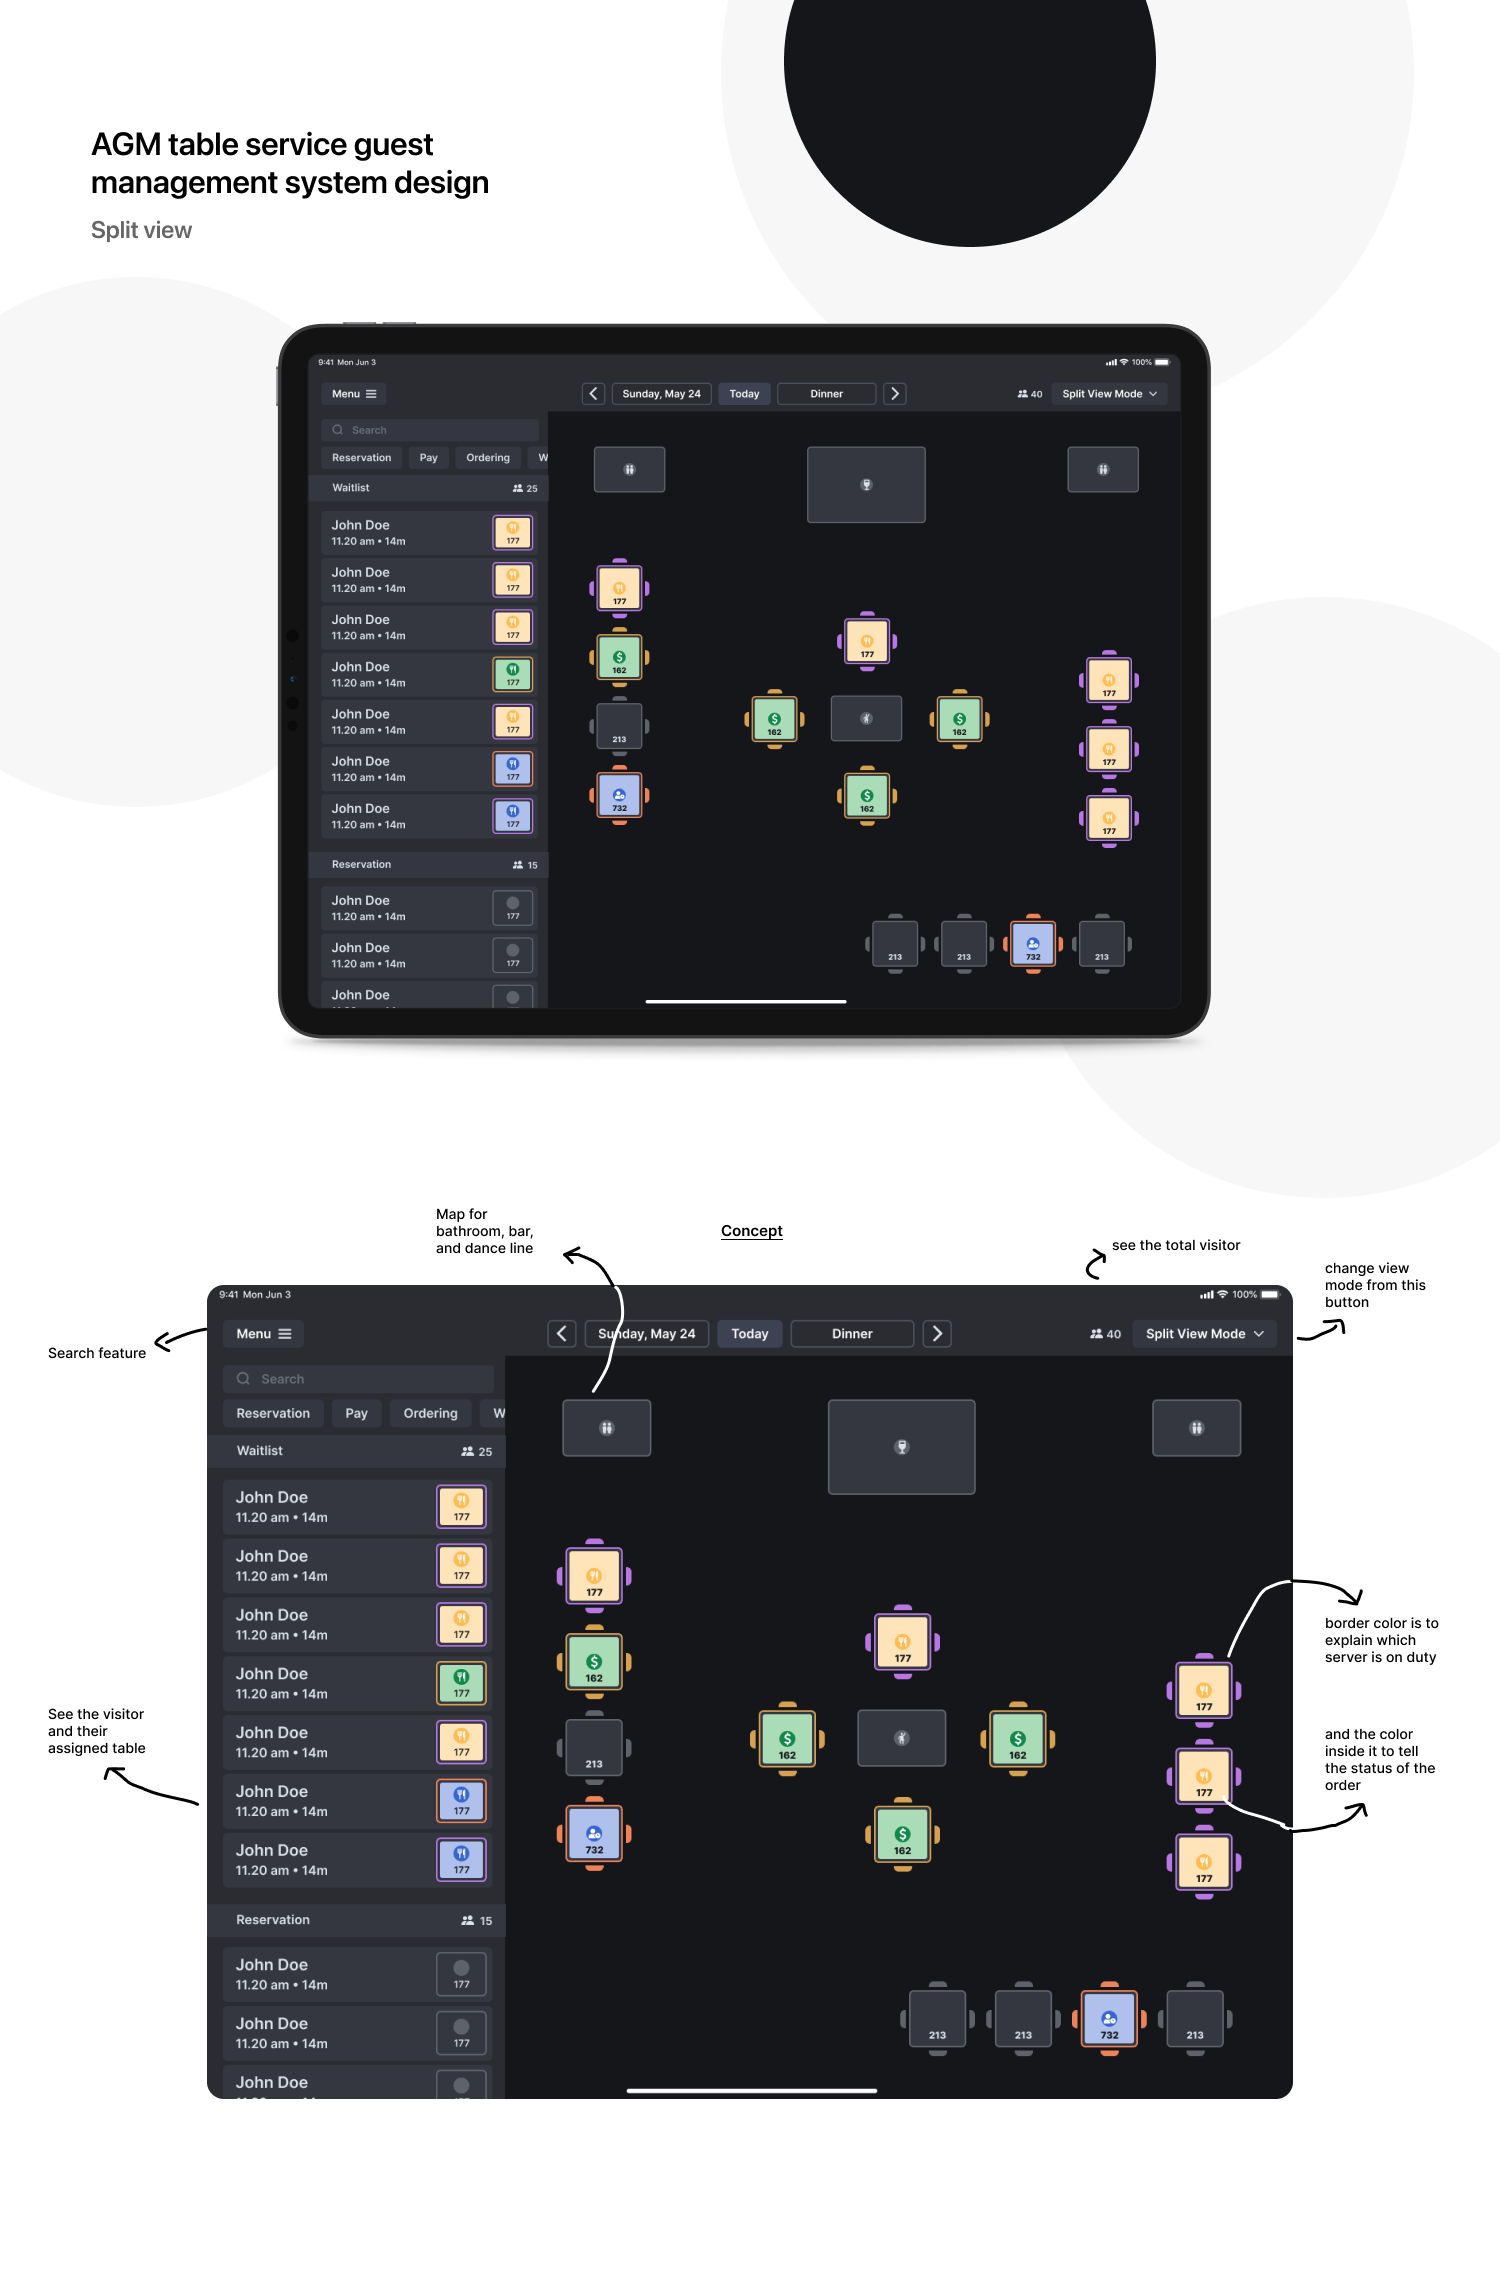 AGM table service guest
management system design
Split view
9:41 Mon Jun 3
100%
Menu
Sunday, May 24
Today
Dinner
40
Split View Mode
Search
Reservation
Pay
Ordering
W
Waitlist
25
John Doe
11.20 am • 14m
177
John Doe
11.20 am • 14m
177
John Doe
11.20 am • 14m
177
John Doe
11.20 am • 14m
177
John Doe
11.20 am • 14m
177
John Doe
11.20 am • 14m
177
John Doe
11.20 am • 14m
177
Reservation
15
John Doe
11.20 am • 14m
177
John Doe
11.20 am • 14m
177
John Doe
177
162
213
732
177
162
162
162
177
177
177
213
213
732
213
Map for
bathroom, bar,
and dance line
Concept
see the total visitor
change view
mode from this
button
Search feature
See the visitor
and their
assigned table
border color is to
explain which
server is on duty
and the color
inside it to tell
the status of the
order
9:41 Mon Jun 3
100%
Menu
Sunday, May 24
Today
Dinner
40
Split View Mode
Search
Reservation
Pay
Ordering
W
Waitlist
25
John Doe
11.20 am • 14m
177
John Doe
11.20 am • 14m
177
John Doe
11.20 am • 14m
177
John Doe
11.20 am • 14m
177
John Doe
11.20 am • 14m
177
John Doe
11.20 am • 14m
177
John Doe
11.20 am • 14m
177
Reservation
15
John Doe
11.20 am • 14m
177
John Doe
11.20 am • 14m
177
John Doe
177
162
213
732
177
162
162
162
177
177
177
213
213
732
213